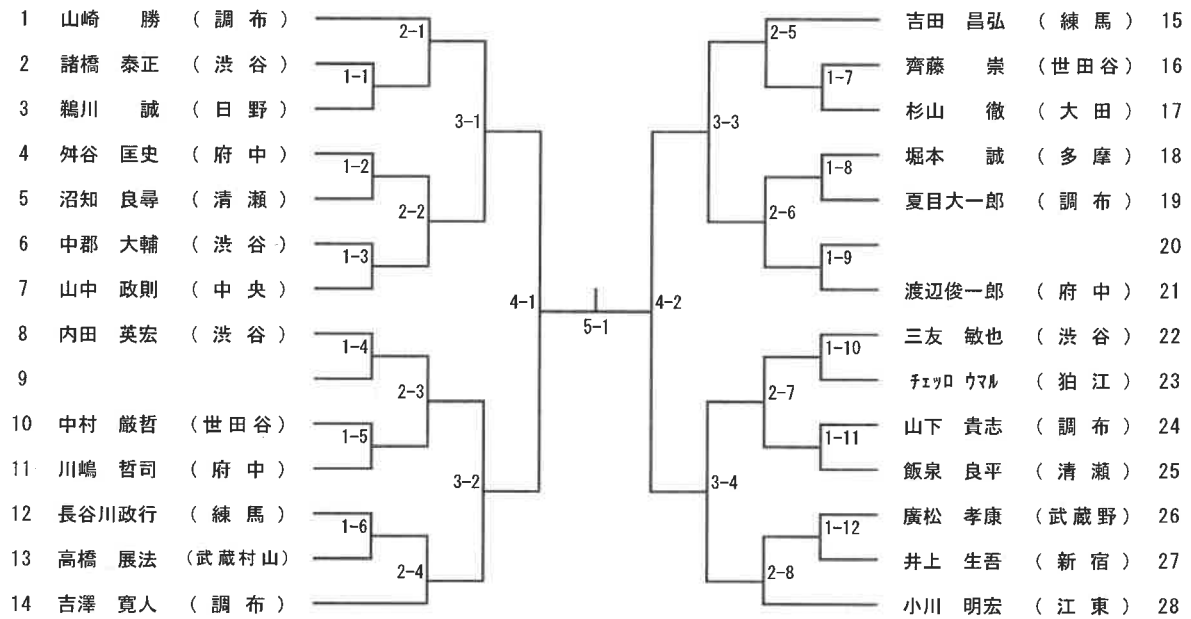 1 山崎 勝 (調布)
2 諸橋 泰正 (渋谷)
3 鵜川 誠 (日野)
4 舛谷 匡史 (府中)
5 沼知 良尋 (清瀬)
6 中郡 大輔 (渋谷)
7 山中 政則 (中央)
8 内田 英宏 (渋谷)
9
10 中村 厳哲 (世田谷)
11 川嶋 哲司 (府中)
12 長谷川政行 (練馬)
13 高橋 展法 (武蔵村山)
14 吉澤 寛人 (調布)
2-1
1-1
3-1
1-2
2-2
1-3
4-1
1-4
2-3
1-5
3-2
1-6
2-4
5-1
吉田 昌弘 (練馬) 15
齊藤 崇 (世田谷) 16
杉山 徹 (大田) 17
堀本 誠 (多摩) 18
夏目大一郎 (調布) 19
20
渡辺俊一郎 (府中) 21
三友 敏也 (渋谷) 22
チェッロ ウマル (狛江) 23
山下 貴志 (調布) 24
飯泉 良平 (清瀬) 25
廣松 孝康 (武蔵野) 26
井上 生吾 (新宿) 27
小川 明宏 (江東) 28
2-5
1-7
3-3
1-8
2-6
1-9
4-2
1-10
2-7
1-11
3-4
1-12
2-8